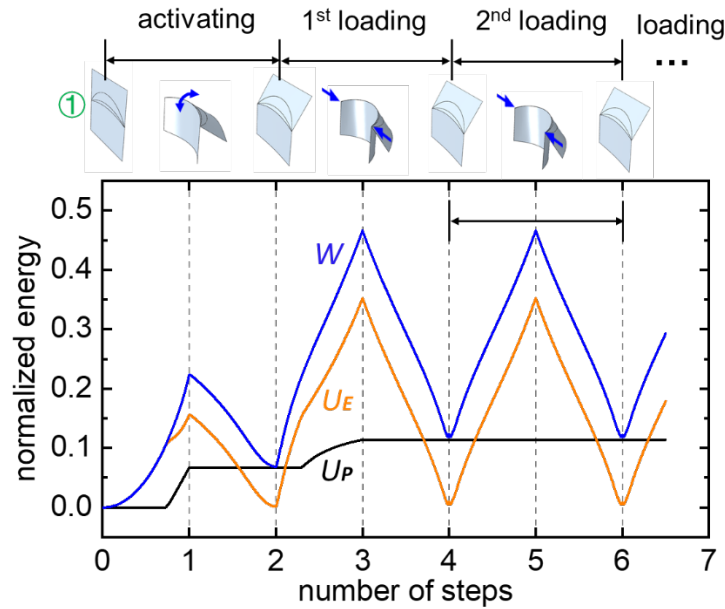 activating 1st loading 2nd loading loading
...
①
0.5
0.4
0.3
0.2
0.1
0.0
normalized energy
W
UE
UP
0 1 2 3 4 5 6 7
number of steps